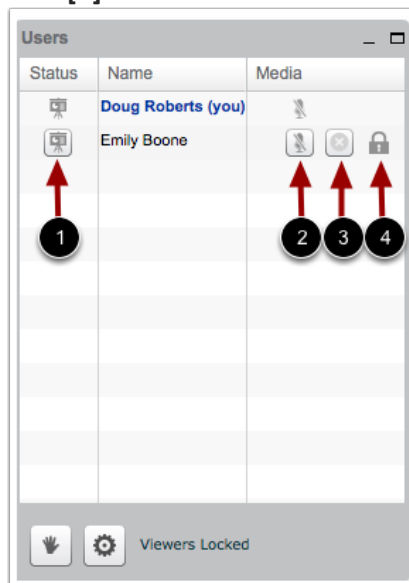 Users
Status Name Media
Doug Roberts (you)
Emily Boone
1 2 3 4
Viewers Locked